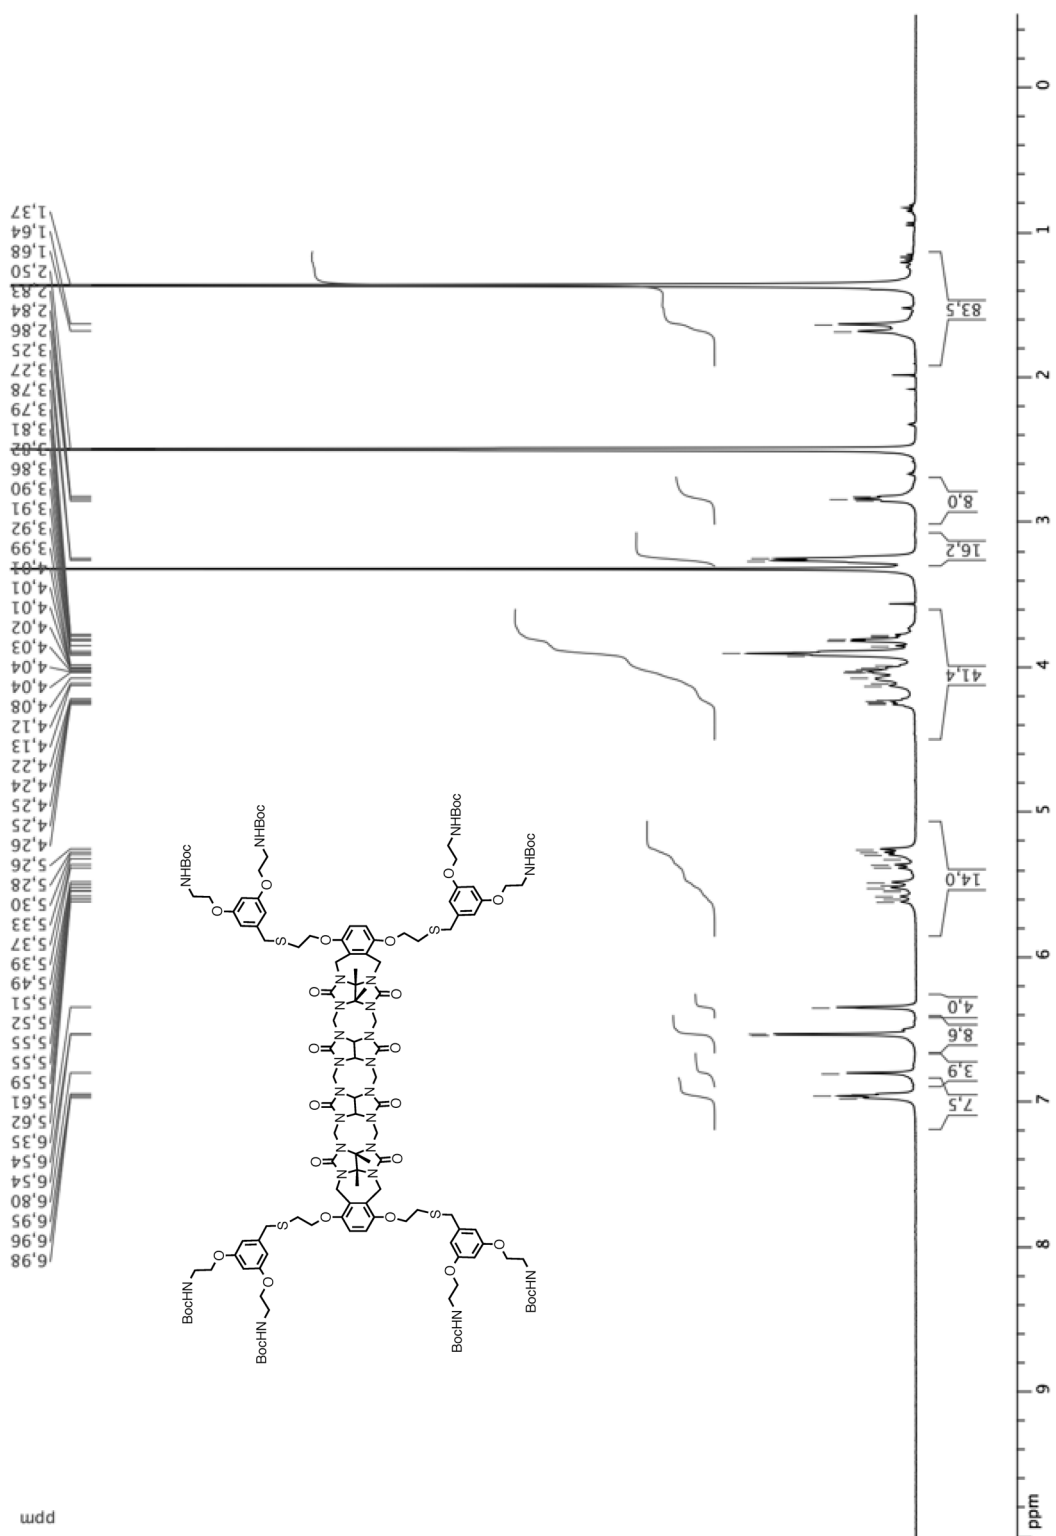 1,37
1,64
1,68
2,50
2,83
2,84
2,86
3,25
3,27
3,78
3,79
3,81
3,82
3,86
3,90
3,91
3,92
3,99
4,01
4,01
4,01
4,02
4,03
4,04
4,04
4,08
4,12
4,13
4,22
4,24
4,25
4,25
4,26
5,26
5,28
5,30
5,33
5,37
5,39
5,49
5,51
5,52
5,55
5,55
5,59
5,61
5,62
6,35
6,54
6,54
6,80
6,95
6,96
6,98
ppm
NHBoc
NHBoc
NHBoc
NHBoc
O
O
O
O
S
O
O
S
N
N
O
O
N
N
N
N
O
O
N
N
N
N
O
O
N
N
N
N
O
O
N
N
S
O
O
S
O
O
O
O
BocHN
BocHN
BocHN
BocHN
83,5
8,0
16,2
41,4
14,0
4,0
8,6
3,9
7,5
0
1
2
3
4
5
6
7
8
9
ppm